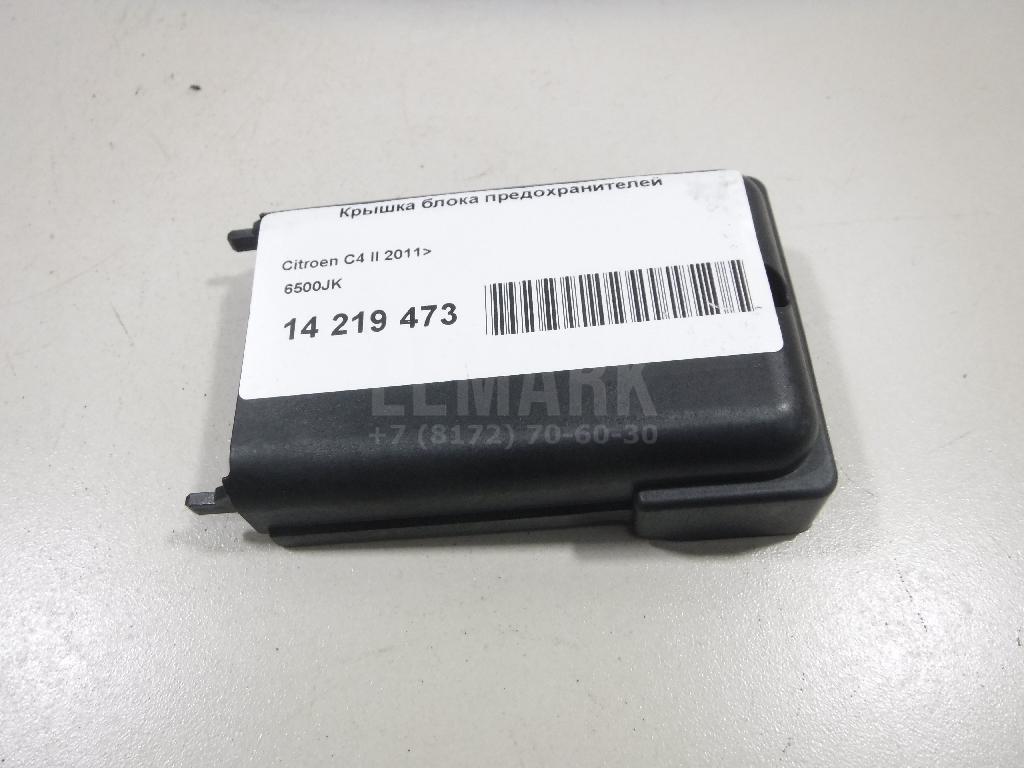 Крышка блока предохранителей
Citroen C4 II 2011>
6500JK
14 219 473
LEMARK
+7 (8172) 70-60-30